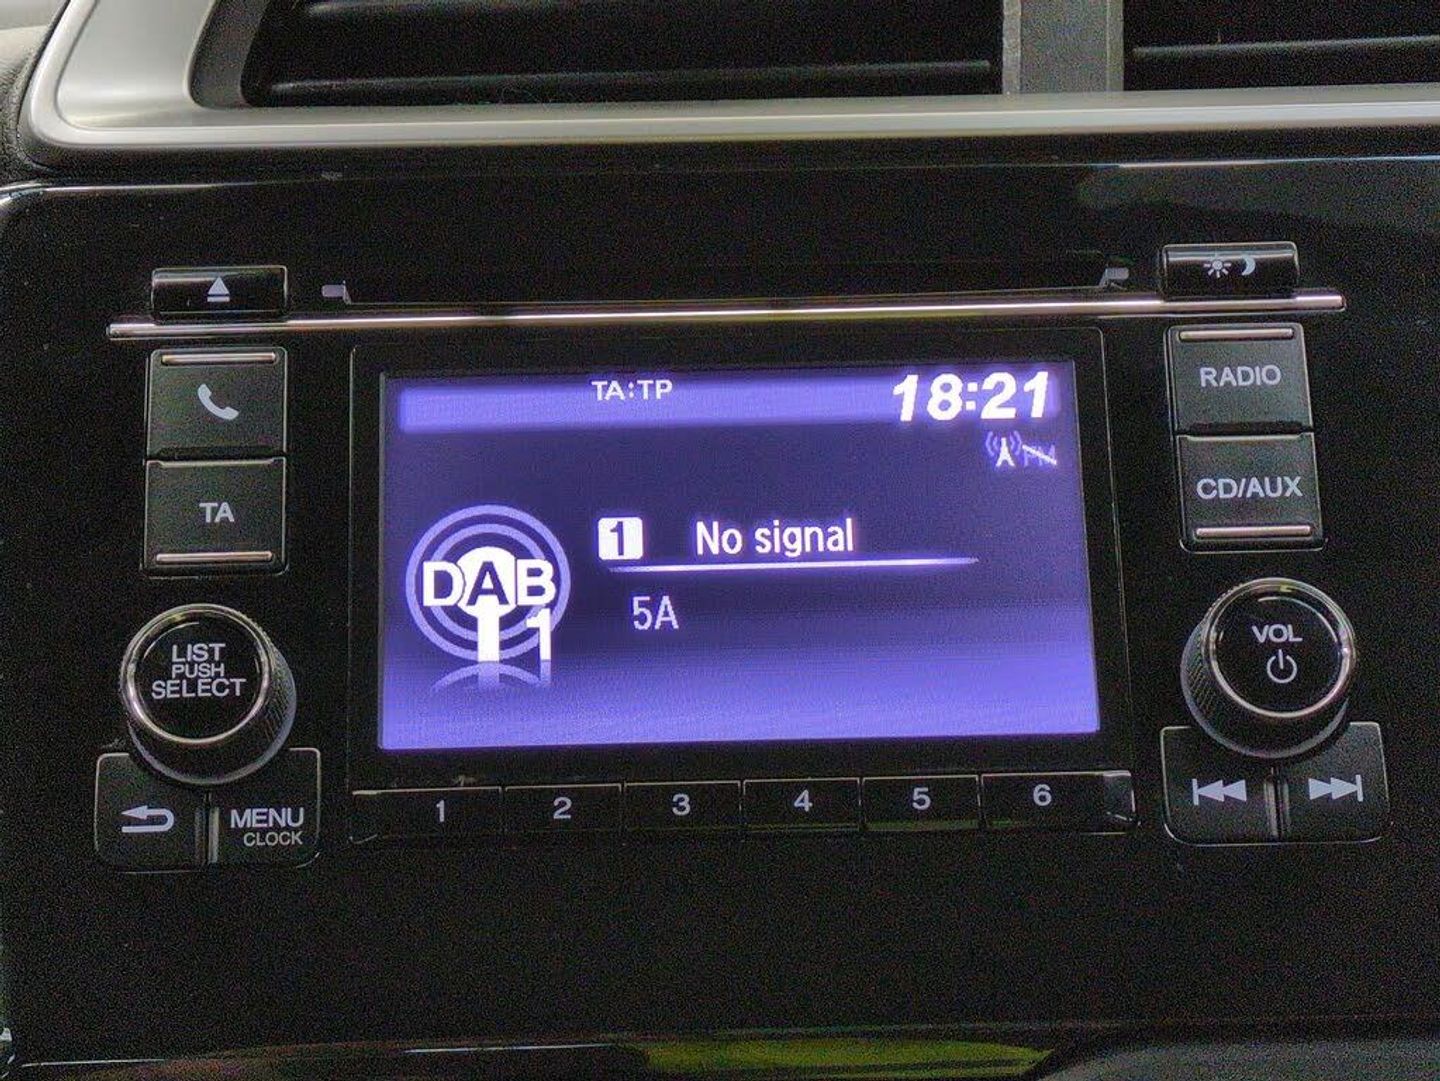 TA:TP
18:21
FM
1 No signal
5A
DAB
1
RADIO
CD/AUX
TA
LIST
PUSH
SELECT
VOL
MENU
CLOCK
1 2 3 4 5 6